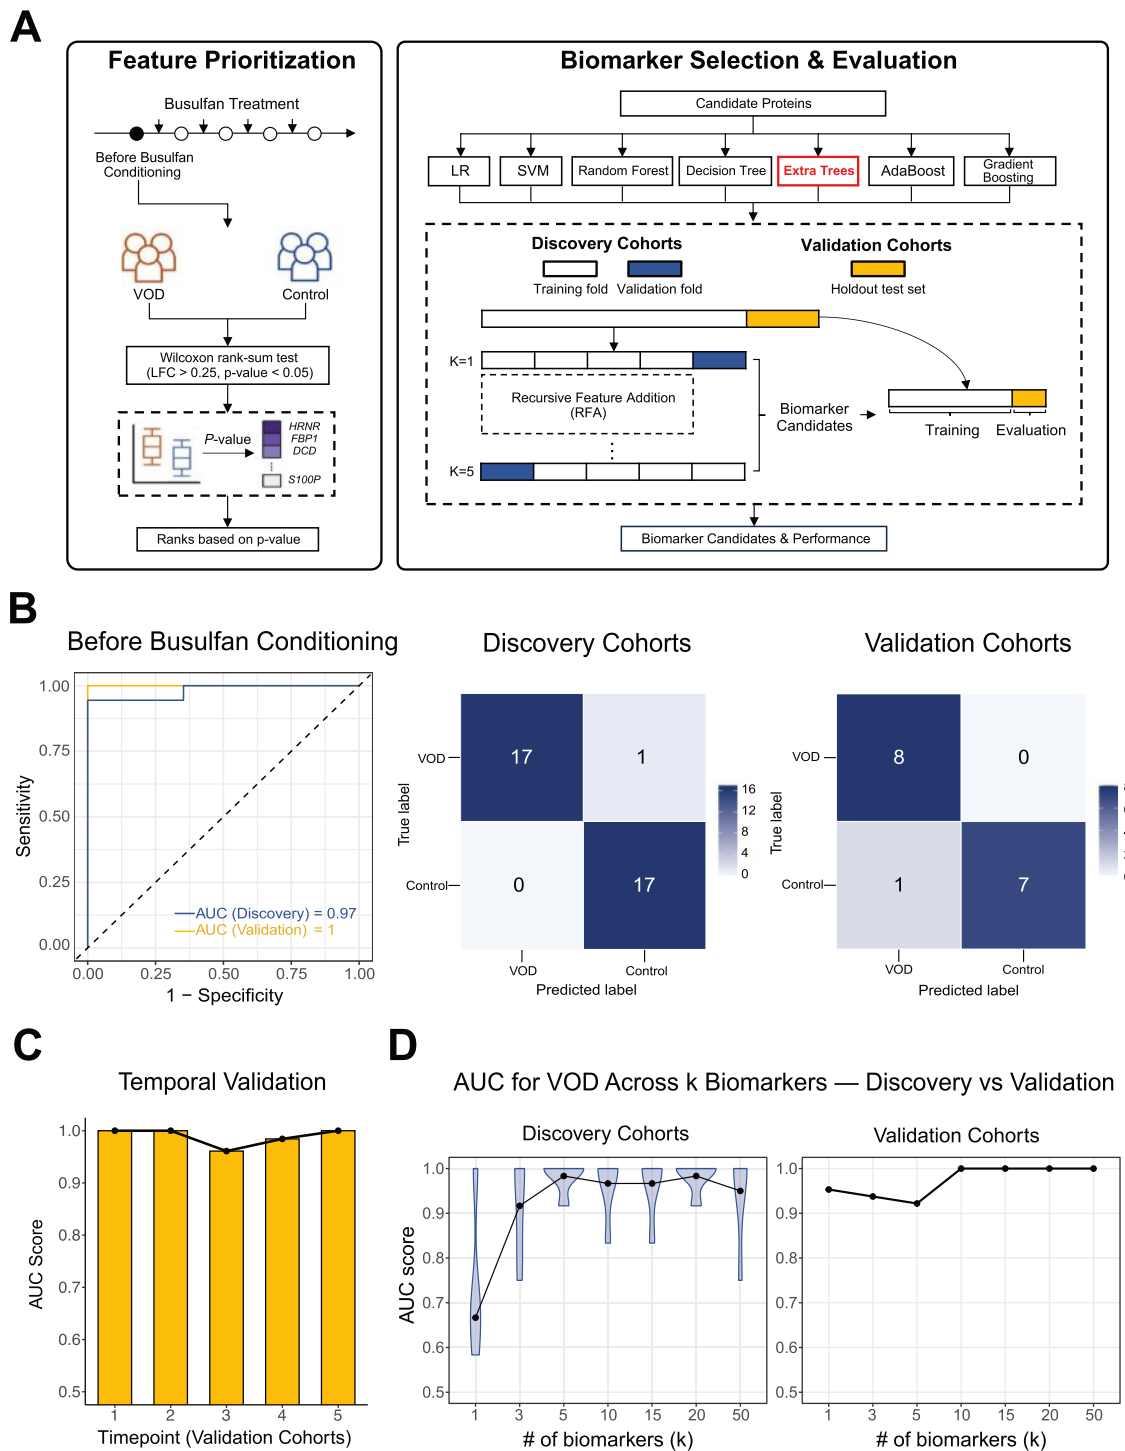 A
Feature Prioritization
Busulfan Treatment
Before Busulfan
Conditioning
VOD
Control
Wilcoxon rank-sum test
(LFC > 0.25, p-value < 0.05)
P-value
HRNR
FBP1
DCD
S100P
Ranks based on p-value
Biomarker Selection & Evaluation
Candidate Proteins
LR
SVM
Random Forest
Decision Tree
Extra Trees
AdaBoost
Gradient
Boosting
Discovery Cohorts
Validation Cohorts
Training fold
Validation fold
Holdout test set
K=1
Recursive Feature Addition
(RFA)
K=5
Biomarker
Candidates
Training
Evaluation
Biomarker Candidates & Performance
B
Before Busulfan Conditioning
1.00
0.75
0.50
0.25
0.00
Sensitivity
AUC (Discovery) = 0.97
AUC (Validation) = 1
0.00 0.25 0.50 0.75 1.00
1 − Specificity
Discovery Cohorts
True label
VOD
17 1
Control
0 17
VOD Control
Predicted label
16
12
8
4
0
Validation Cohorts
True label
VOD
8 0
Control
1 7
VOD Control
Predicted label
C
Temporal Validation
AUC Score
1.0
0.9
0.8
0.7
0.6
0.5
1 2 3 4 5
Timepoint (Validation Cohorts)
D
AUC for VOD Across k Biomarkers — Discovery vs Validation
Discovery Cohorts
AUC score
1.0
0.9
0.8
0.7
0.6
0.5
1 3 5 10 15 20 50
# of biomarkers (k)
Validation Cohorts
1.0
0.9
0.8
0.7
0.6
0.5
1 3 5 10 15 20 50
# of biomarkers (k)